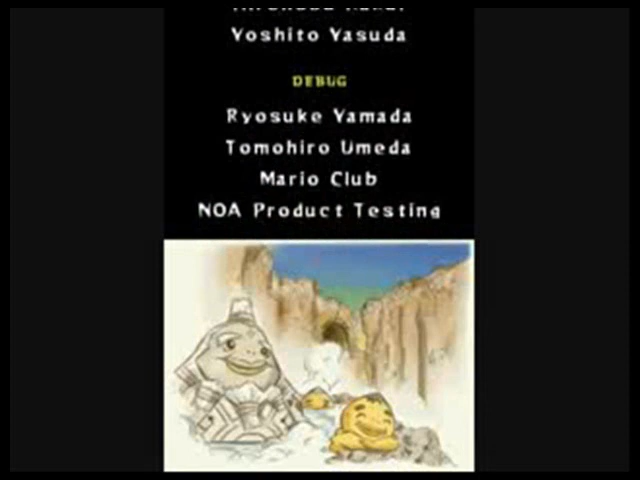 Yoshito Yasuda
DEBUG
Ryosuke Yamada
Tomohiro Umeda
Mario Club
NOA Product Testing